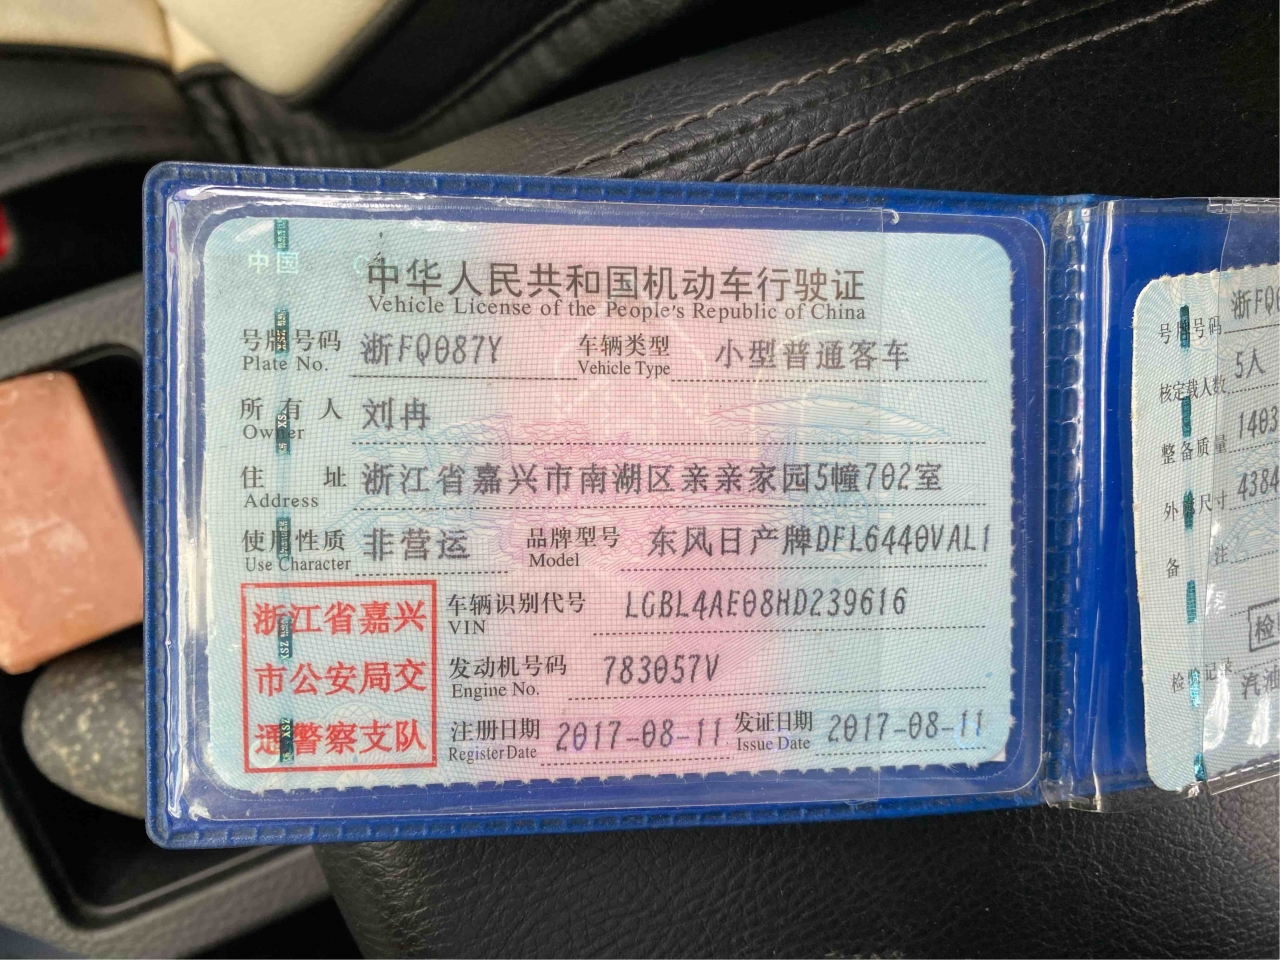 中国
中华人民共和国机动车行驶证
Vehicle License of the People's Republic of China
号牌号码 浙FQ087Y 车辆类型 小型普通客车
Plate No. Vehicle Type
所有人 刘冉
Owner
住址 浙江省嘉兴市南湖区亲亲家园5幢702室
Address
使用性质 非营运 品牌型号 东风日产牌DFL6440VAL1
Use Character Model
浙江省嘉兴
市公安局交
通警察支队
车辆识别代号 LGBL4AE08HD239616
VIN
发动机号码 783057V
Engine No.
注册日期 2017-08-11 发证日期 2017-08-11
Register Date Issue Date
号牌号码 浙FQ0
核定载人数 5人
整备质量 1403
外廓尺寸 4384
备注
检
检验记录 汽油